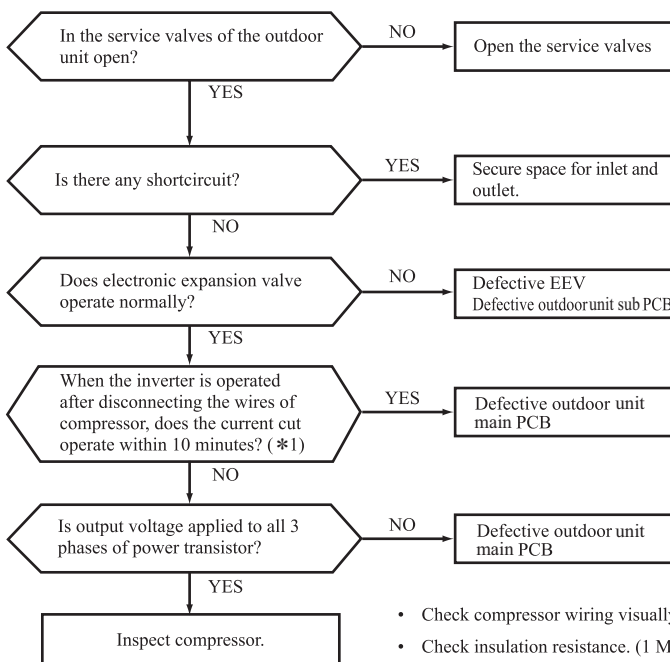 In the service valves of the outdoor
unit open?
NO
Open the service valves
YES
Is there any shortcircuit?
YES
Secure space for inlet and
outlet.
NO
Does electronic expansion valve
operate normally?
NO
Defective EEV
Defective outdoor unit sub PCB
YES
When the inverter is operated
after disconnecting the wires of
compressor, does the current cut
operate within 10 minutes? (*1)
YES
Defective outdoor unit
main PCB
NO
Is output voltage applied to all 3
phases of power transistor?
NO
Defective outdoor unit
main PCB
YES
Inspect compressor.
• Check compressor wiring visually
• Check insulation resistance. (1 M